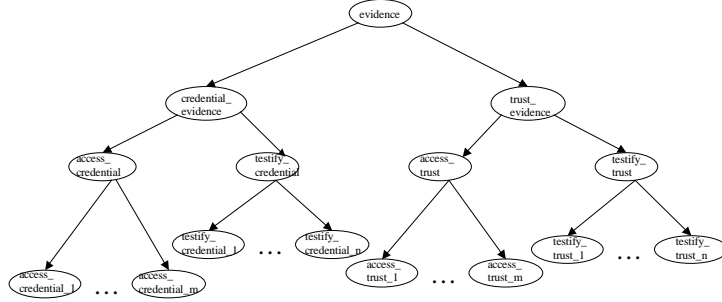 evidence
credential_
evidence
trust_
evidence
access_
credential
testify_
credential
access_
trust
testify_
trust
testify_
credential_1
...
testify_
credential_n
testify_
trust_1
...
testify_
trust_n
access_
credential_1
...
access_
credential_m
access_
trust_1
...
access_
trust_m